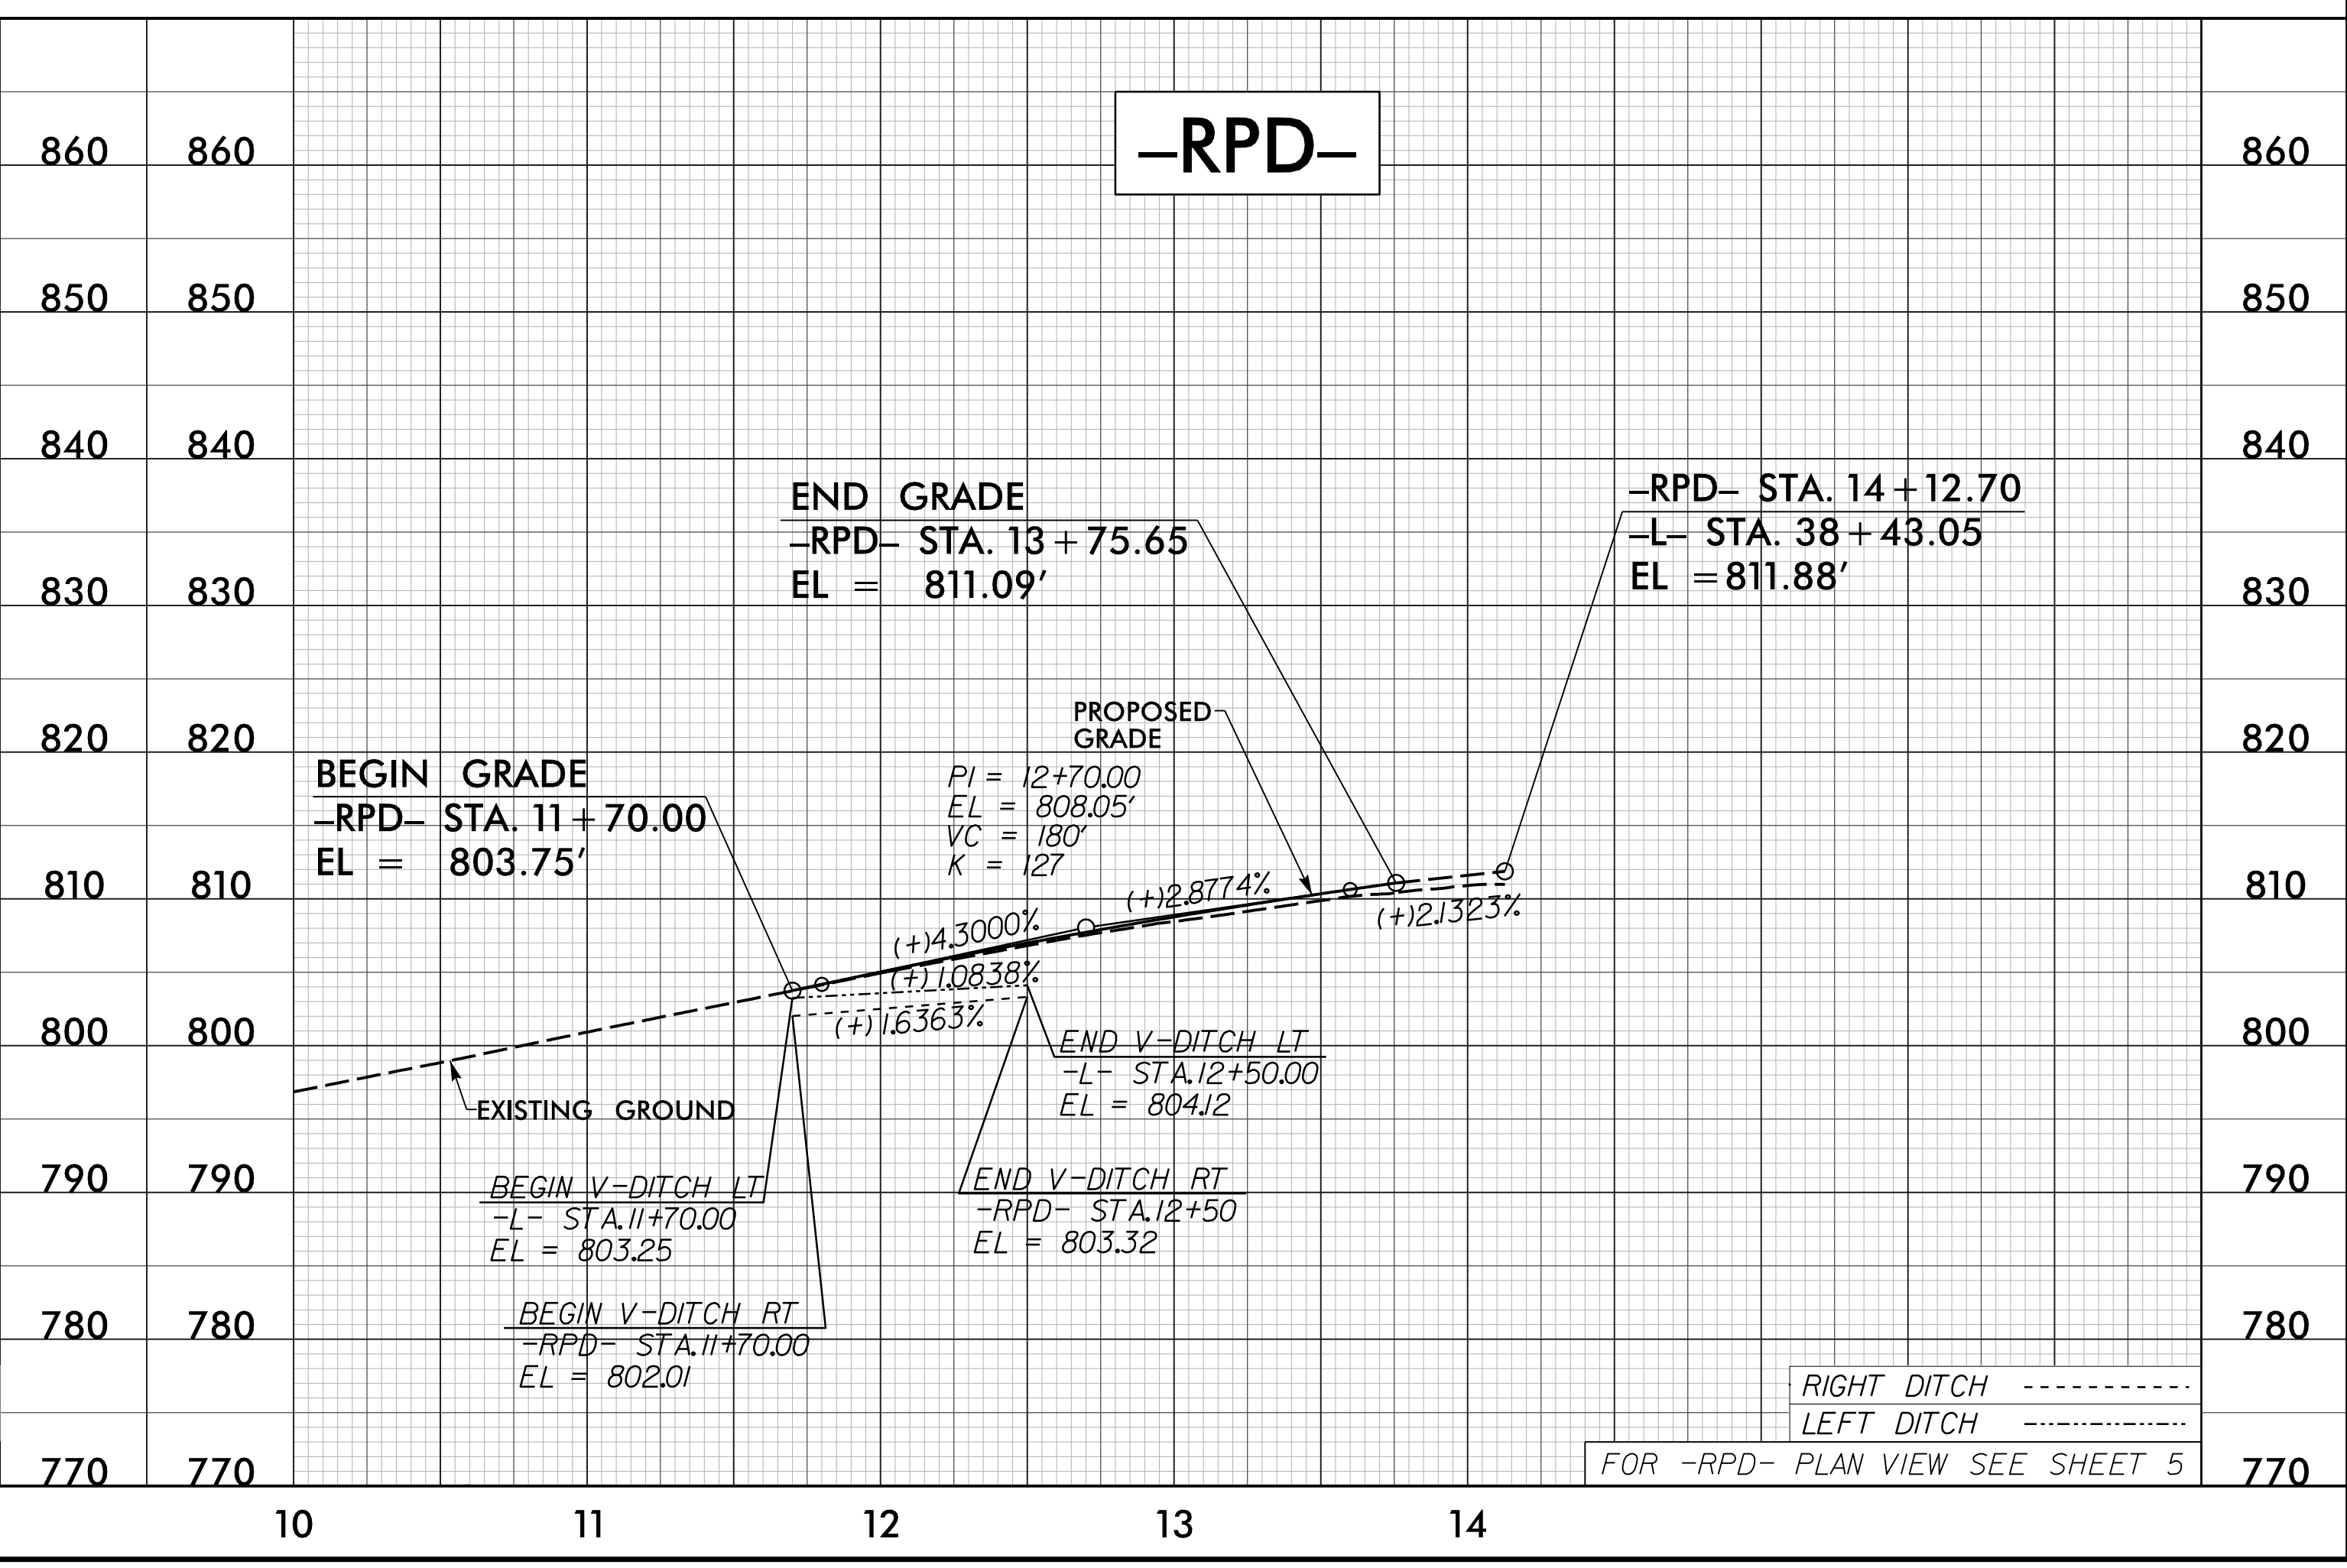 –RPD–
860 860 860
850 850 850
840 840 840
830 830 830
820 820 820
810 810 810
800 800 800
790 790 790
780 780 780
770 770 770
END GRADE
–RPD– STA. 13+75.65
EL = 811.09'
–RPD– STA. 14+12.70
–L– STA. 38+43.05
EL =811.88'
PROPOSED
GRADE
PI = 12+70.00
EL = 808.05'
VC = 180'
K = 127
BEGIN GRADE
–RPD– STA. 11+70.00
EL = 803.75'
(+)4.3000%
(+)2.8774%
(+)2.1323%
(+)1.0838%
(+)1.6363%
EXISTING GROUND
END V-DITCH LT
-L- STA.12+50.00
EL = 804.12
END V-DITCH RT
-RPD- STA.12+50
EL = 803.32
BEGIN V-DITCH LT
-L- STA.11+70.00
EL = 803.25
BEGIN V-DITCH RT
-RPD- STA.11+70.00
EL = 802.01
RIGHT DITCH
LEFT DITCH
FOR -RPD- PLAN VIEW SEE SHEET 5
10 11 12 13 14